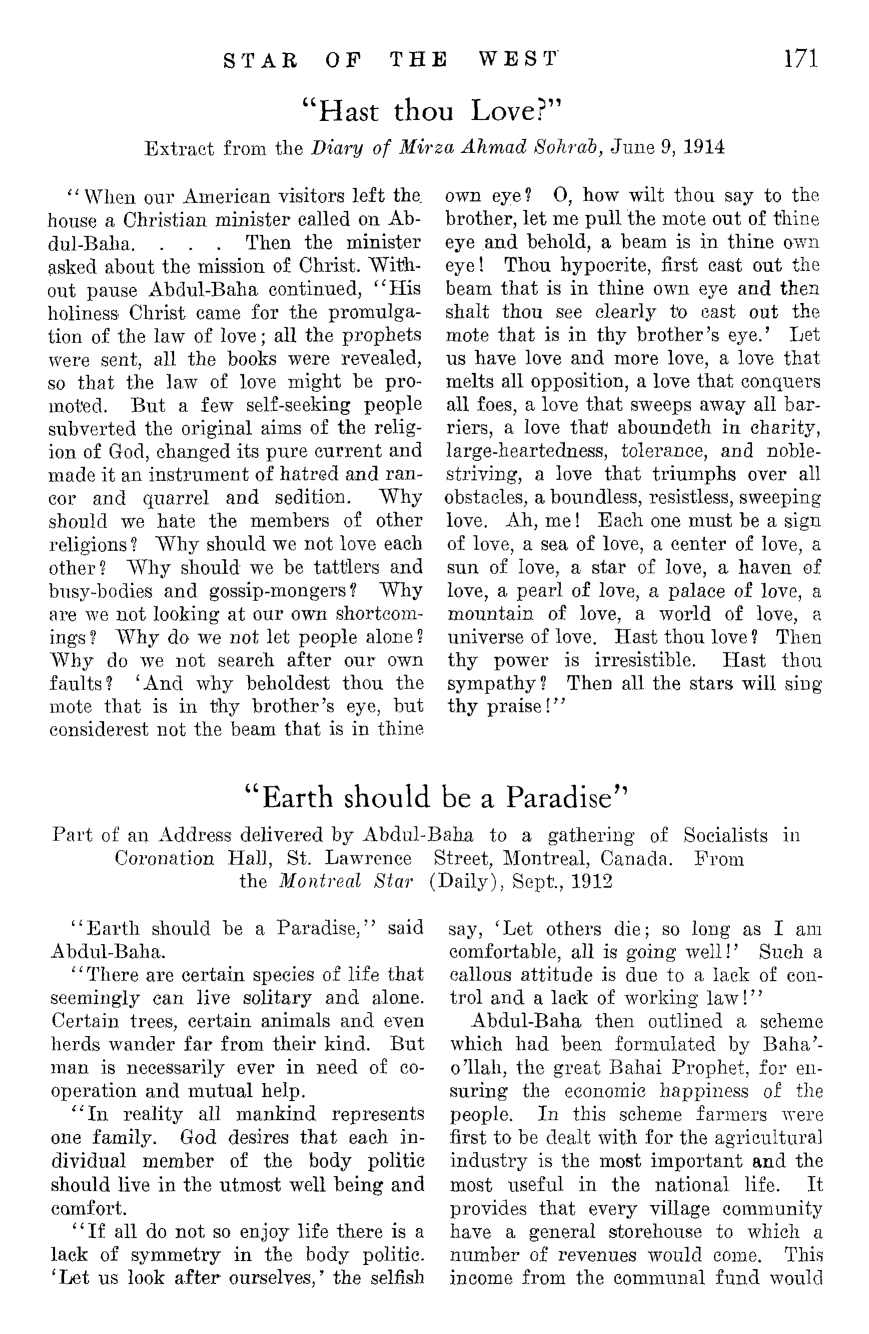 STAR OF THE WEST 171
"Hast thou Love?"
Extract from the Diary of Mirza Ahmad Sohrab, June 9, 1914
"When our American visitors left the
house a Christian minister called on Ab-
dul-Baha. . . . Then the minister
asked about the mission of Christ. With-
out pause Abdul-Baha continued, "His
holiness Christ came for the promulga-
tion of the law of love; all the prophets
were sent, all the books were revealed,
so that the law of love might be pro-
moted. But a few self-seeking people
subverted the original aims of the relig-
ion of God, changed its pure current and
made it an instrument of hatred and ran-
cor and quarrel and sedition. Why
should we hate the members of other
religions? Why should we not love each
other? Why should we be tattlers and
busy-bodies and gossip-mongers? Why
are we not looking at our own shortcom-
ings? Why do we not let people alone?
Why do we not search after our own
faults? 'And why beholdest thou the
mote that is in thy brother's eye, but
considerest not the beam that is in thine
own eye? O, how wilt thou say to the
brother, let me pull the mote out of thine
eye and behold, a beam is in thine own
eye! Thou hypocrite, first cast out the
beam that is in thine own eye and then
shalt thou see clearly to cast out the
mote that is in thy brother's eye.' Let
us have love and more love, a love that
melts all opposition, a love that conquers
all foes, a love that sweeps away all bar-
riers, a love that aboundeth in charity,
large-heartedness, tolerance, and noble-
striving, a love that triumphs over all
obstacles, a boundless, resistless, sweeping
love. Ah, me! Each one must be a sign
of love, a sea of love, a center of love, a
sun of love, a star of love, a haven of
love, a pearl of love, a palace of love, a
mountain of love, a world of love, a
universe of love. Hast thou love? Then
thy power is irresistible. Hast thou
sympathy? Then all the stars will sing
thy praise!"
"Earth should be a Paradise"
Part of an Address delivered by Abdul-Baha to a gathering of Socialists in
Coronation Hall, St. Lawrence Street, Montreal, Canada. From
the Montreal Star (Daily), Sept., 1912
"Earth should be a Paradise," said
Abdul-Baha.
"There are certain species of life that
seemingly can live solitary and alone.
Certain trees, certain animals and even
herds wander far from their kind. But
man is necessarily ever in need of co-
operation and mutual help.
"In reality all mankind represents
one family. God desires that each in-
dividual member of the body politic
should live in the utmost well being and
comfort.
"If all do not so enjoy life there is a
lack of symmetry in the body politic.
'Let us look after ourselves,' the selfish
say, 'Let others die; so long as I am
comfortable, all is going well!' Such a
callous attitude is due to a lack of con-
trol and a lack of working law!"
Abdul-Baha then outlined a scheme
which had been formulated by Baha'-
o'llah, the great Bahai Prophet, for en-
suring the economic happiness of the
people. In this scheme farmers were
first to be dealt with for the agricultural
industry is the most important and the
most useful in the national life. It
provides that every village community
have a general storehouse to which a
number of revenues would come. This
income from the communal fund would